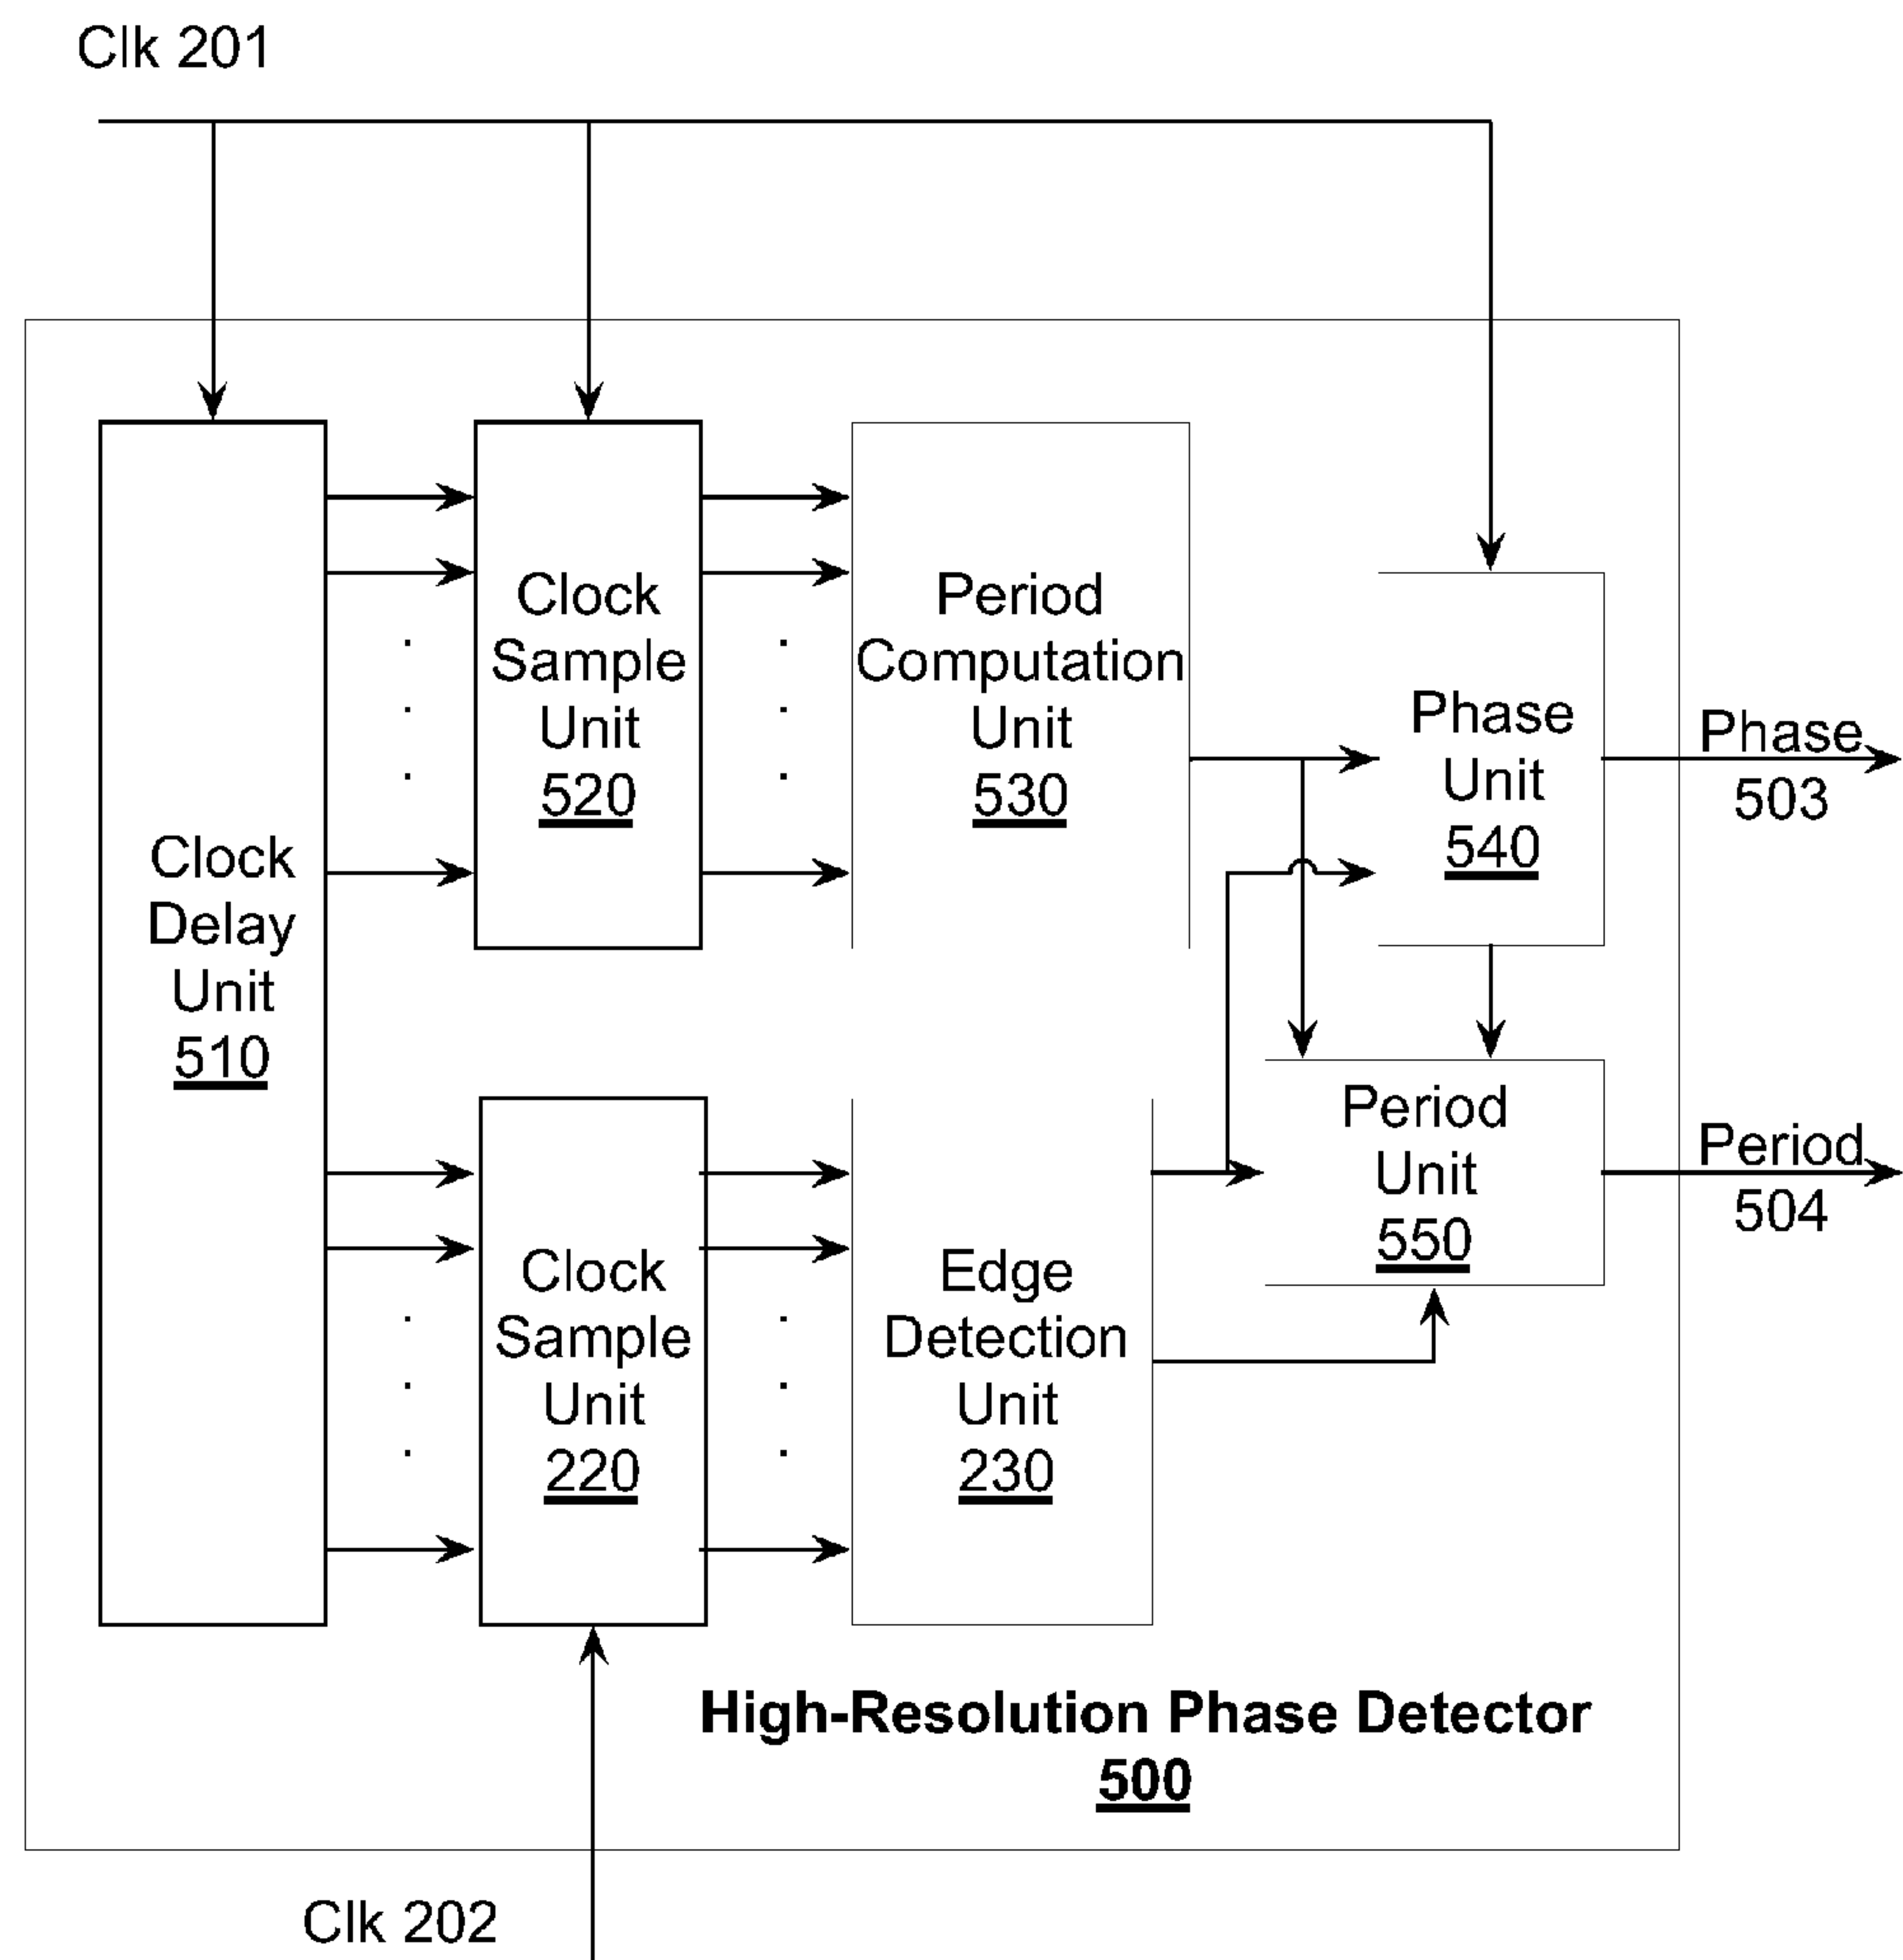 Clk 201
Clock
Delay
Unit
510
Clock
Sample
Unit
520
Period
Computation
Unit
530
Phase
Unit
540
Phase
503
Clock
Sample
Unit
220
Edge
Detection
Unit
230
Period
Unit
550
Period
504
High-Resolution Phase Detector
500
Clk 202